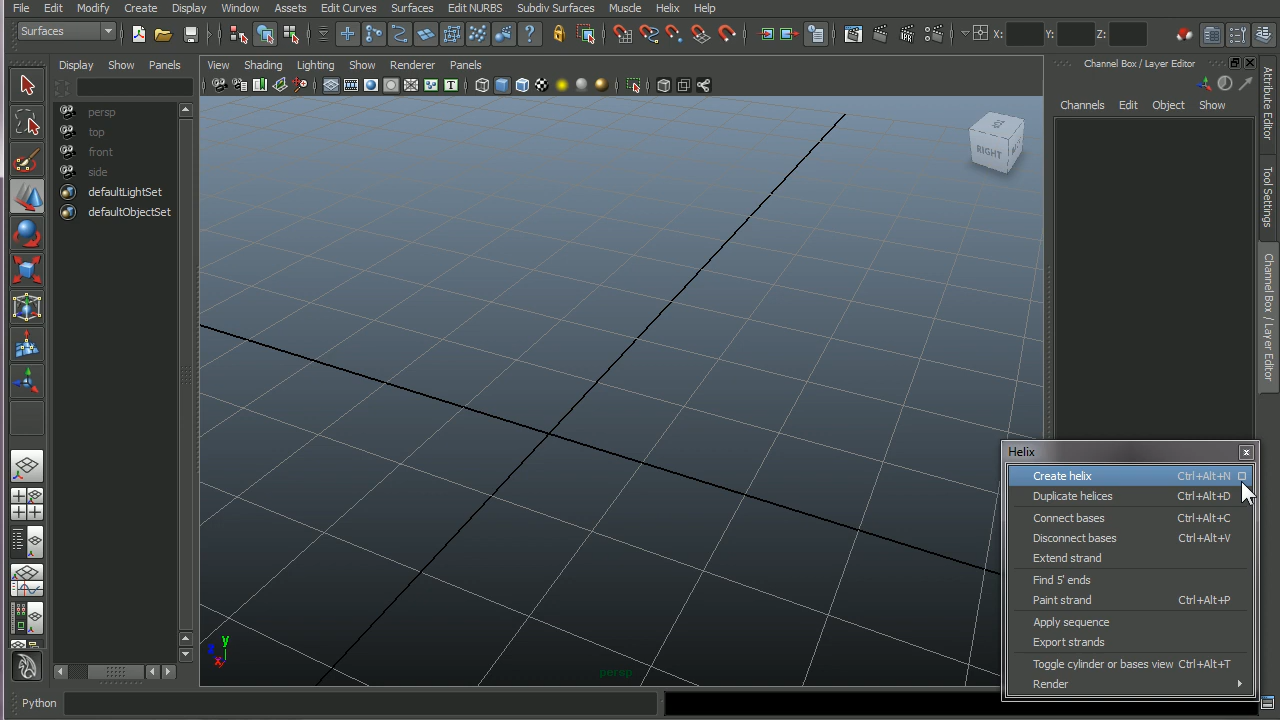 File Edit Modify Create Display Window Assets Edit Curves Surfaces Edit NURBS Subdiv Surfaces Muscle Helix Help
Surfaces X: Y: Z:
Display Show Panels View Shading Lighting Show Renderer Panels Channel Box / Layer Editor
Channels Edit Object Show
persp
top
front
side
defaultLightSet
defaultObjectSet
RIGHT
Attribute Editor
Tool Settings
Channel Box / Layer Editor
Helix
Create helix Ctrl+Alt+N
Duplicate helices Ctrl+Alt+D
Connect bases Ctrl+Alt+C
Disconnect bases Ctrl+Alt+V
Extend strand
Find 5' ends
Paint strand Ctrl+Alt+P
Apply sequence
Export strands
Toggle cylinder or bases view Ctrl+Alt+T
Render
y
z
x
persp
Python